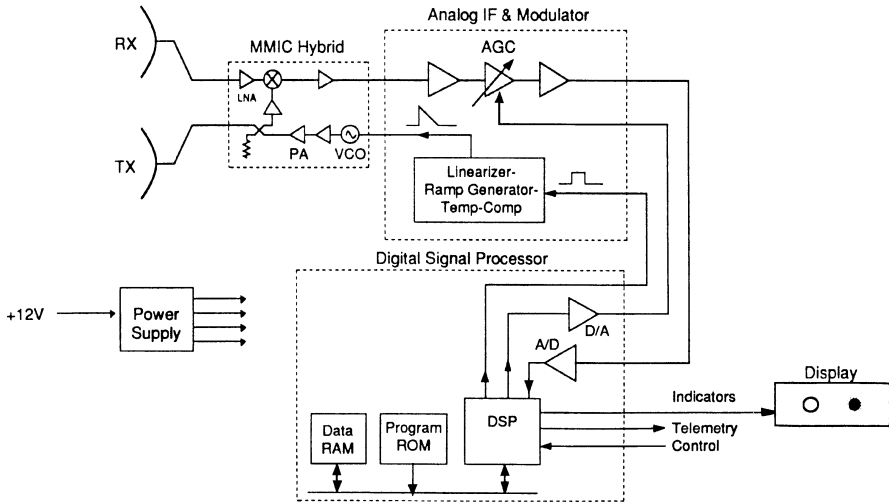 Analog IF & Modulator
RX
MMIC Hybrid
AGC
LNA
TX
PA
VCO
Linearizer-
Ramp Generator-
Temp-Comp
Digital Signal Processor
+12V
Power
Supply
D/A
A/D
Display
Indicators
Data
RAM
Program
ROM
DSP
Telemetry
Control